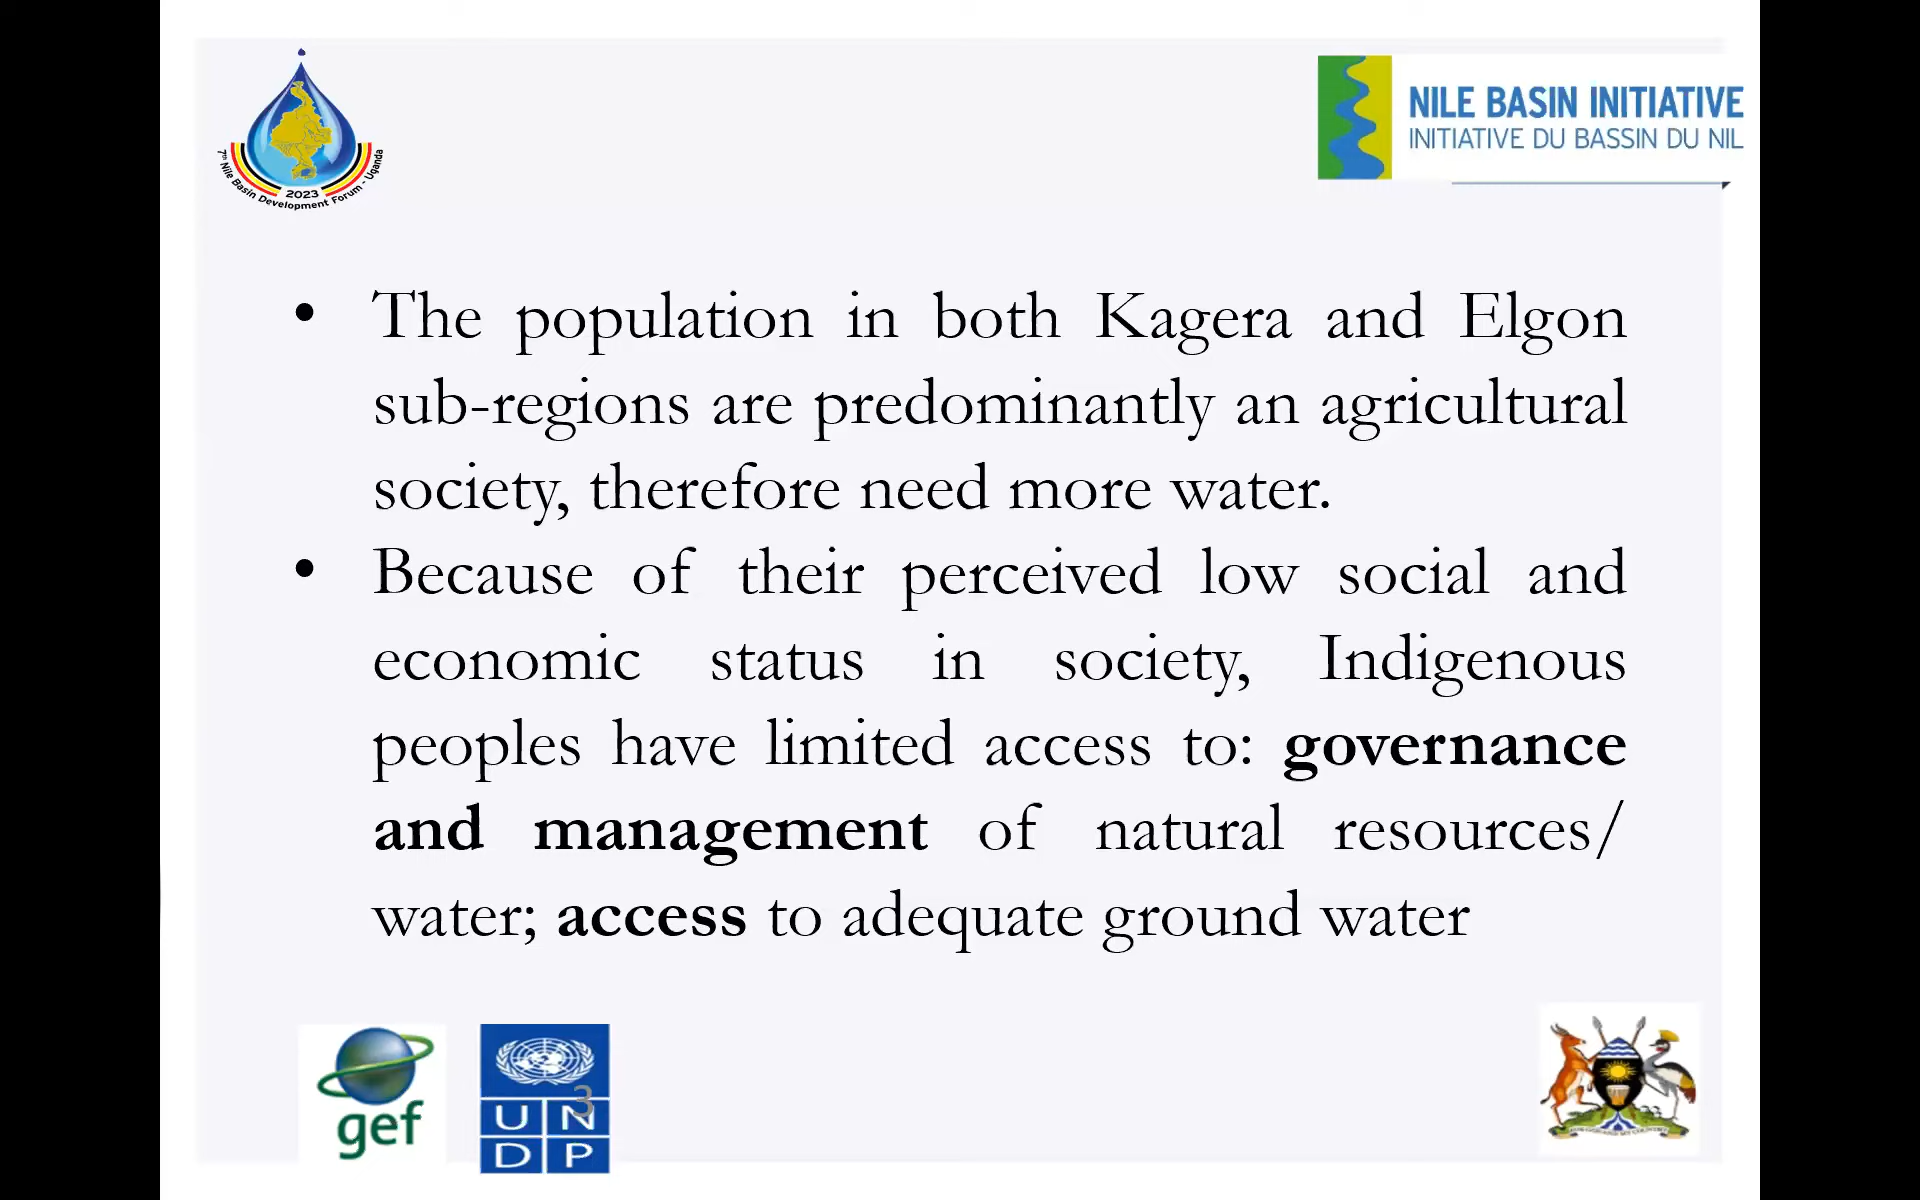 7th Nile Basin Development Forum - Uganda
2023
NILE BASIN INITIATIVE
INITIATIVE DU BASSIN DU NIL
• The population in both Kagera and Elgon
sub-regions are predominantly an agricultural
society, therefore need more water.
• Because of their perceived low social and
economic status in society, Indigenous
peoples have limited access to: governance
and management of natural resources/
water; access to adequate ground water
gef
U N
D P
3